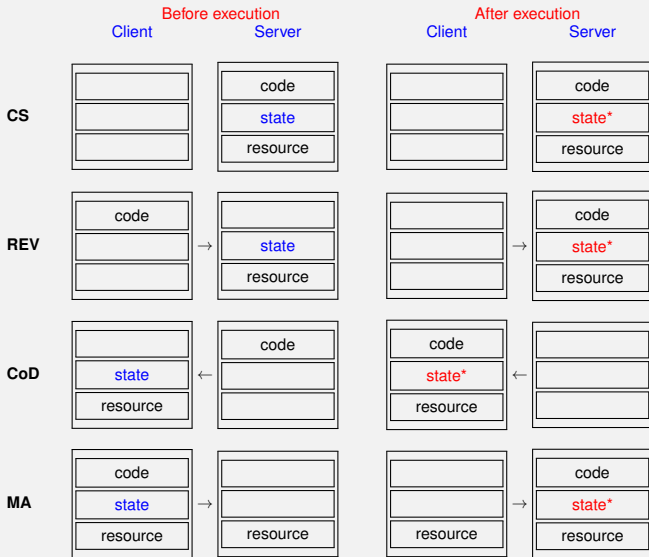 Before execution After execution
Client Server Client Server
code code
CS state state*
resource resource
code code
REV → state → state*
resource resource
code code
CoD state ← state* ←
resource resource
code code
MA state → → state*
resource resource resource resource